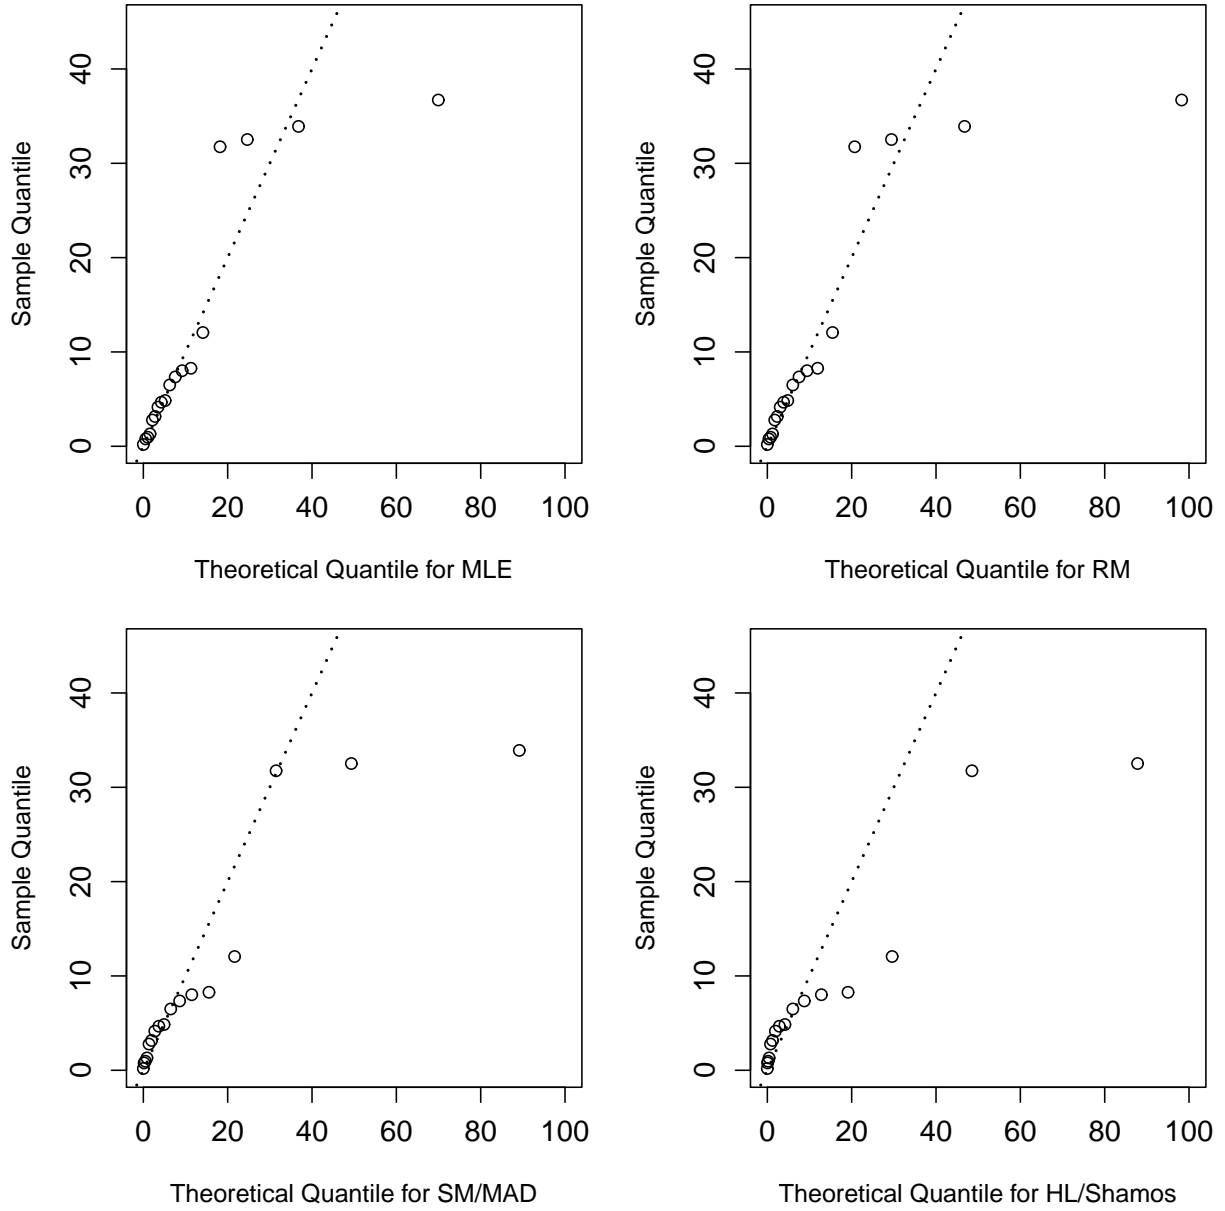 40
30
20
10
0
Sample Quantile
0 20 40 60 80 100
Theoretical Quantile for MLE
40
30
20
10
0
Sample Quantile
0 20 40 60 80 100
Theoretical Quantile for RM
40
30
20
10
0
Sample Quantile
0 20 40 60 80 100
Theoretical Quantile for SM/MAD
40
30
20
10
0
Sample Quantile
0 20 40 60 80 100
Theoretical Quantile for HL/Shamos